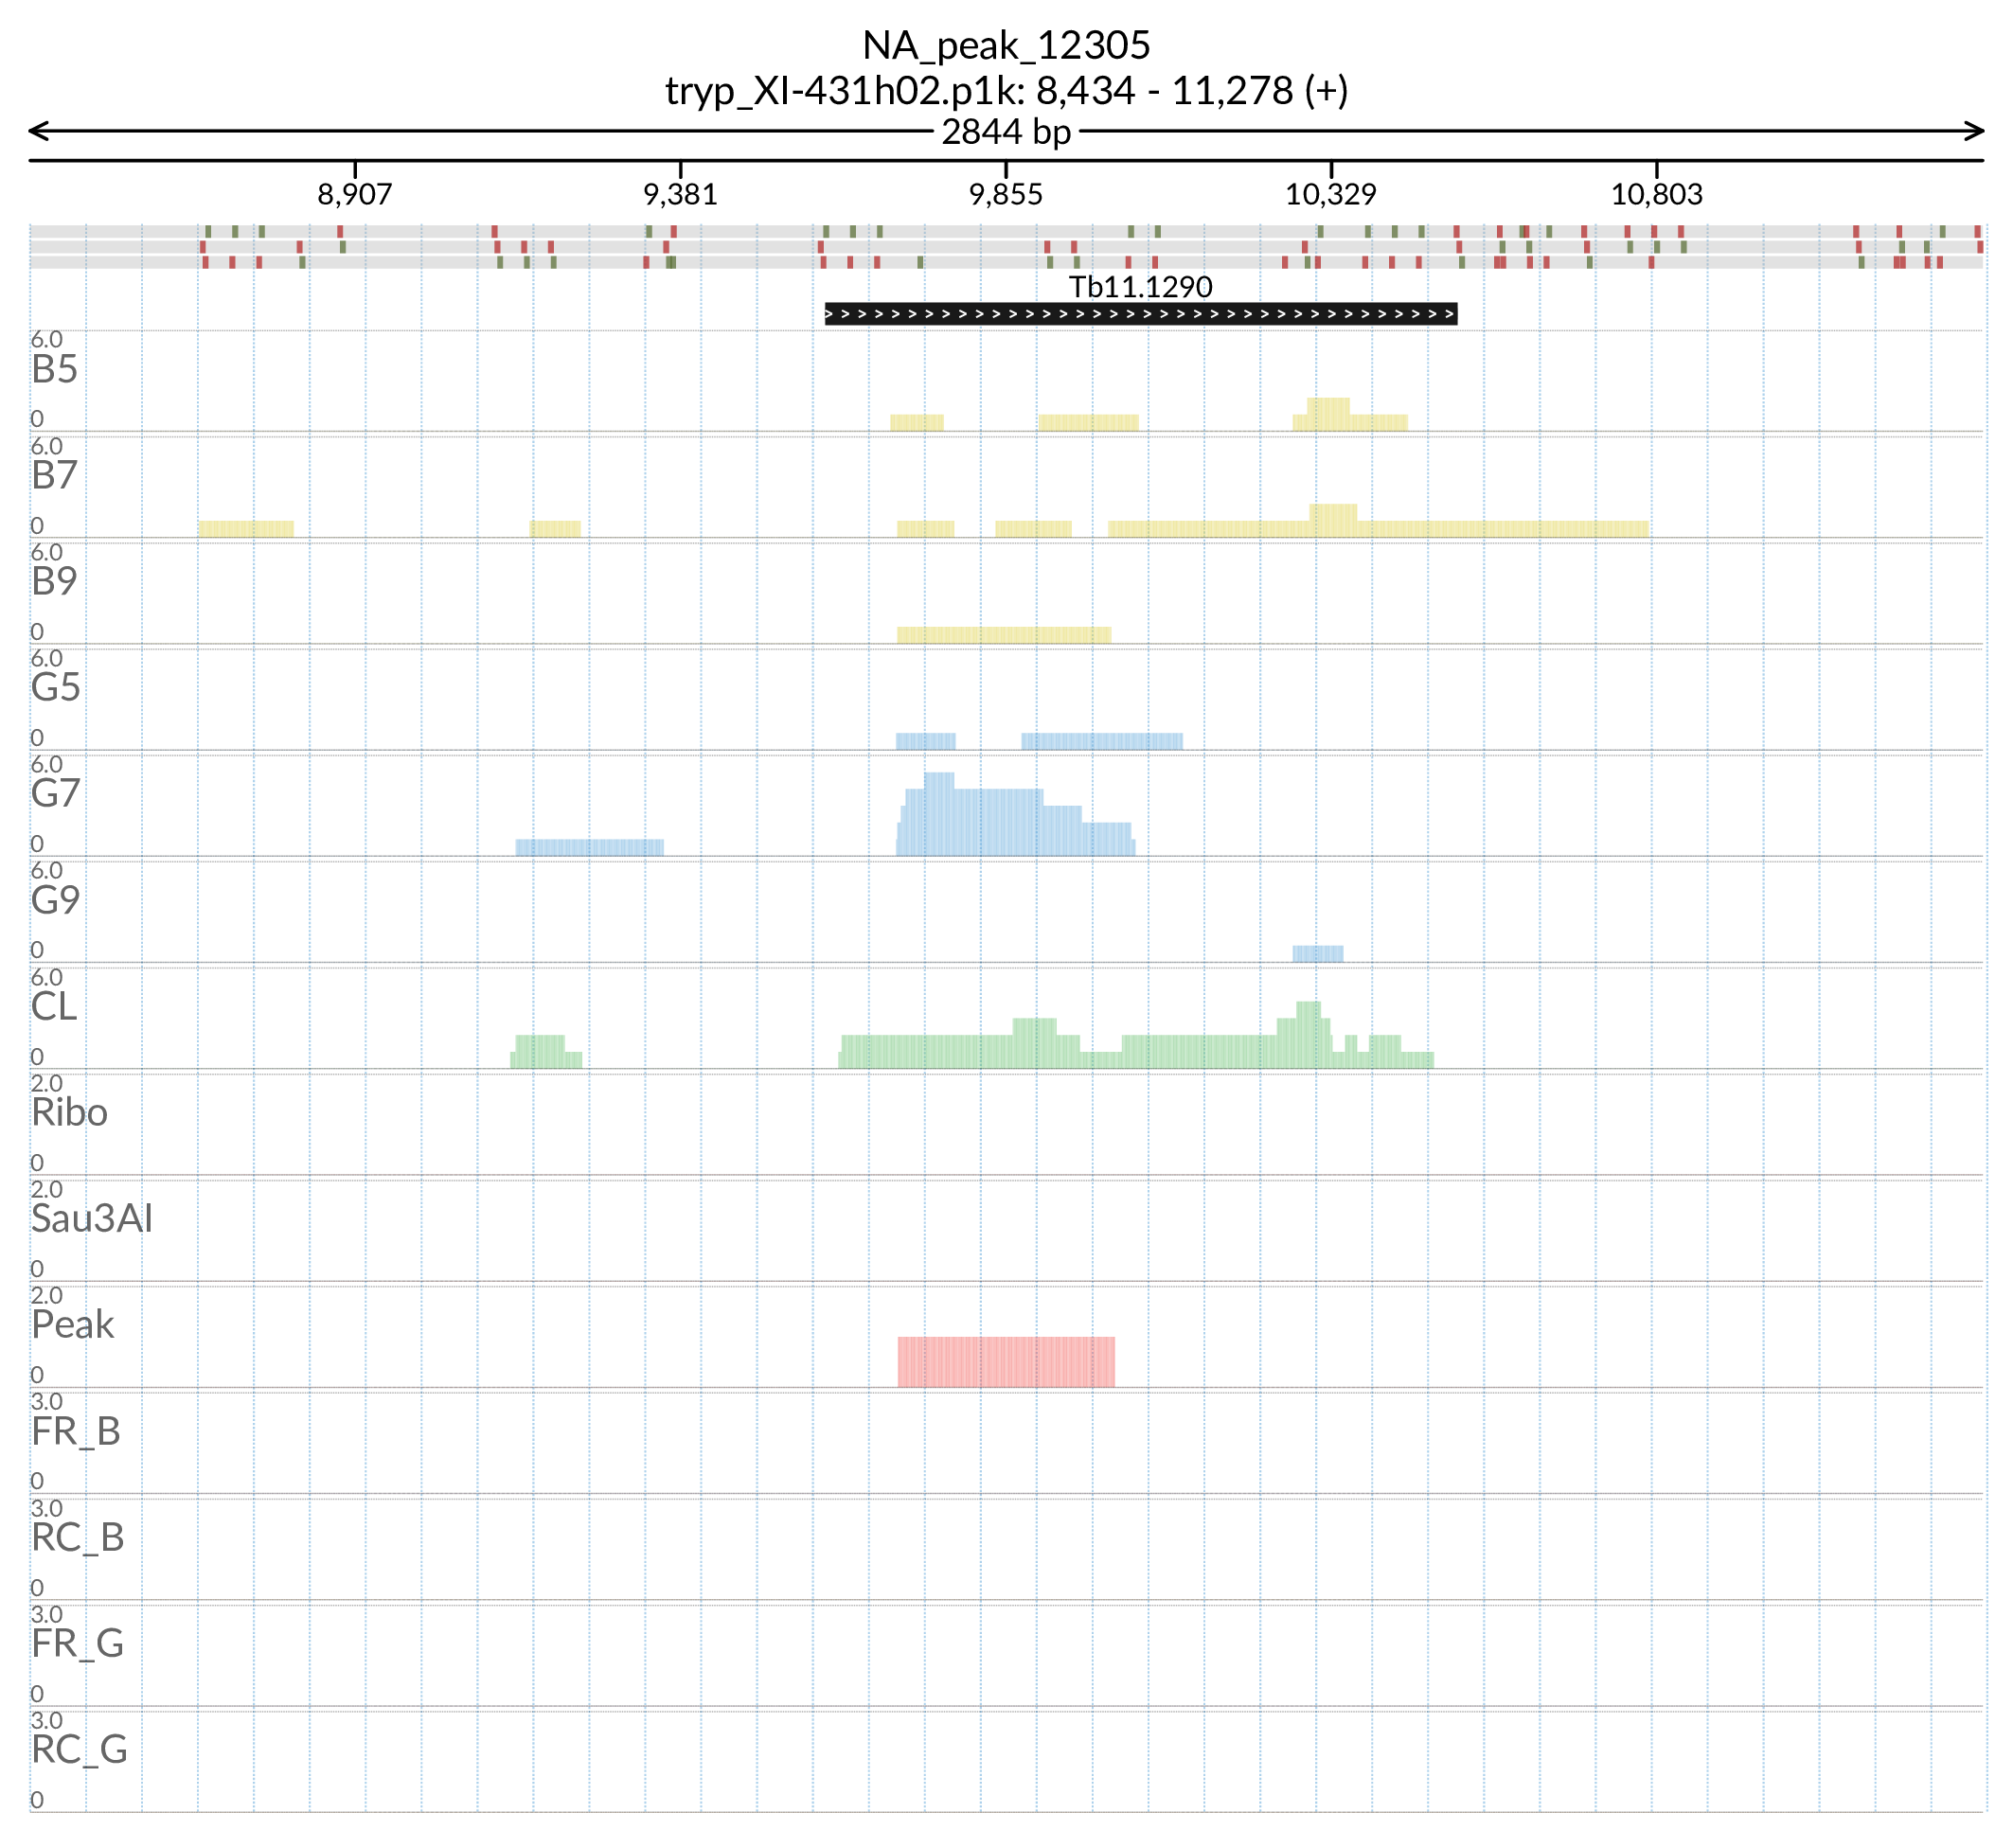 NA_peak_12305
tryp_XI-431h02.p1k: 8,434 - 11,278 (+)
2844 bp
8,907 9,381 9,855 10,329 10,803
Tb11.1290
6.0
B5
0
6.0
B7
0
6.0
B9
0
6.0
G5
0
6.0
G7
0
6.0
G9
0
6.0
CL
0
2.0
Ribo
0
2.0
Sau3AI
0
2.0
Peak
0
3.0
FR_B
0
3.0
RC_B
0
3.0
FR_G
0
3.0
RC_G
0